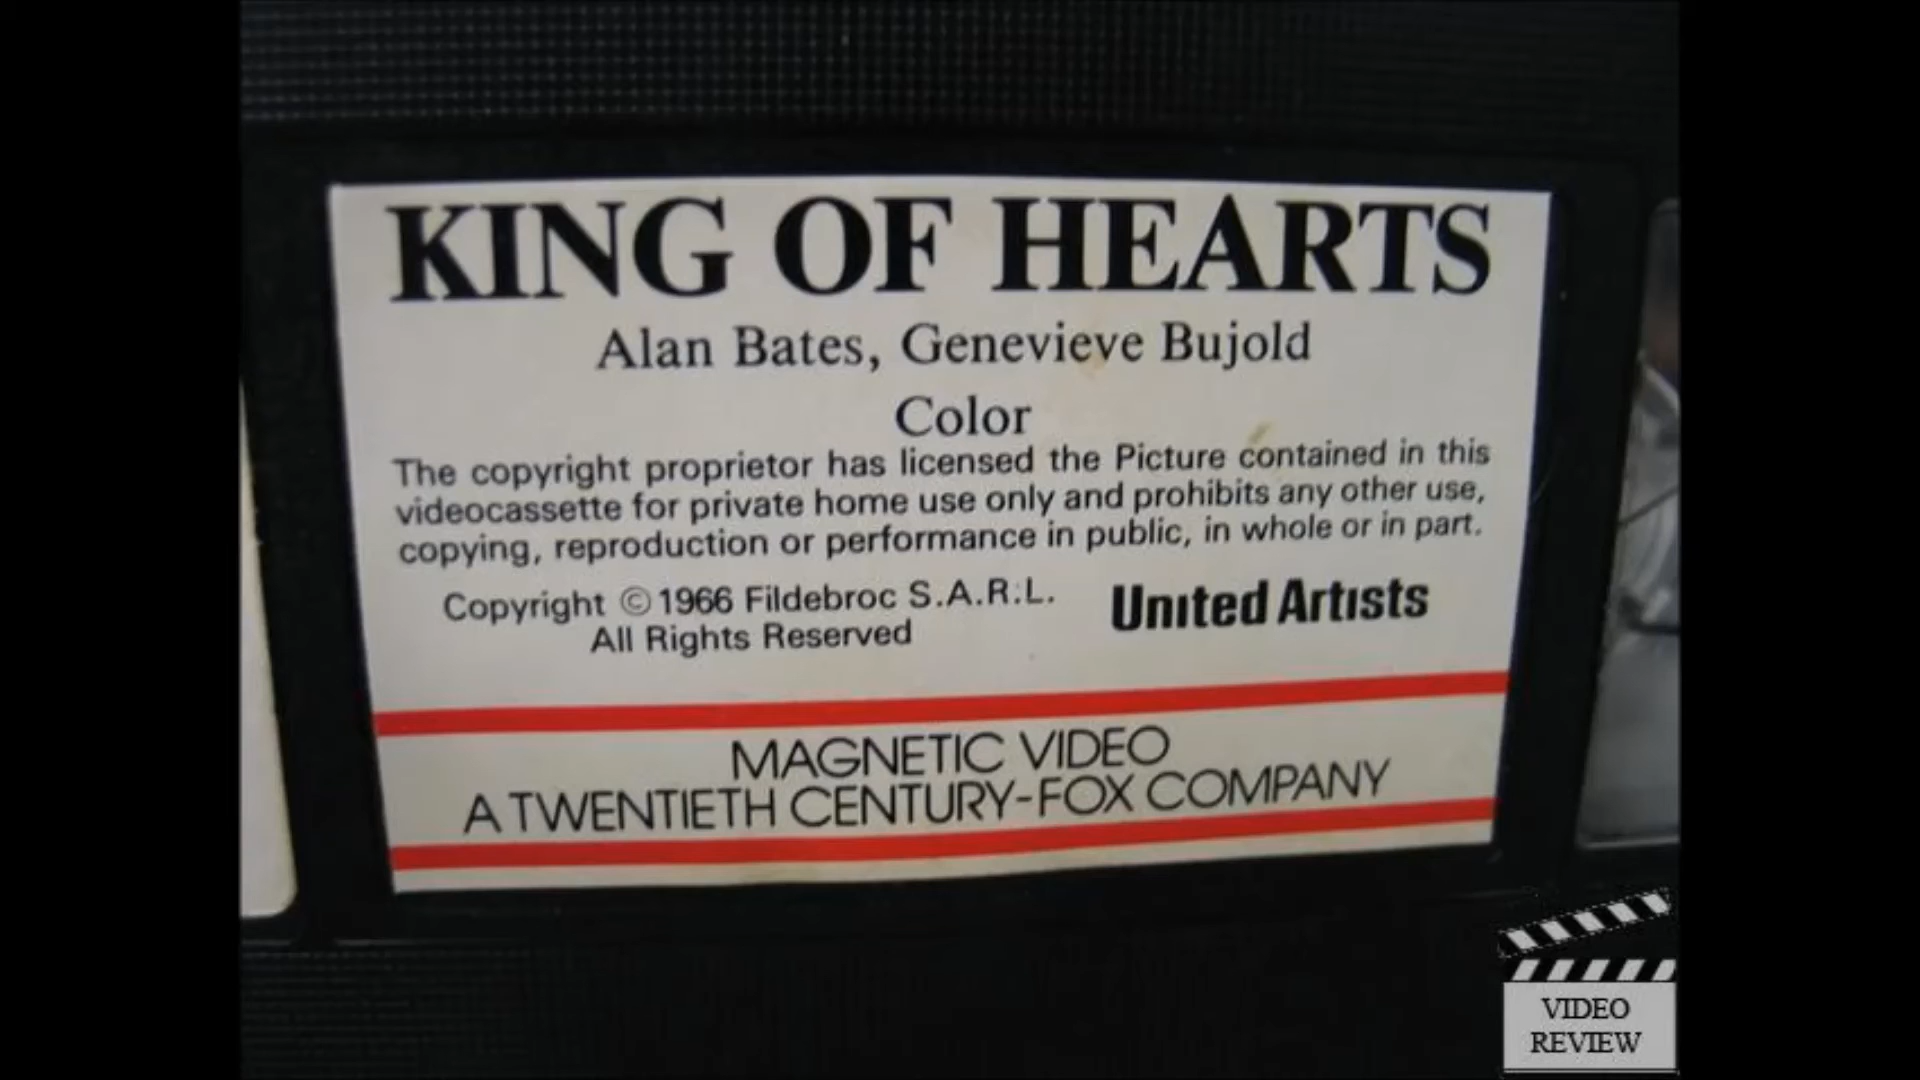 KING OF HEARTS
Alan Bates, Genevieve Bujold
Color
The copyright proprietor has licensed the Picture contained in this
videocassette for private home use only and prohibits any other use,
copying, reproduction or performance in public, in whole or in part.
Copyright ©1966 Fildebroc S.A.R.L.
All Rights Reserved
United Artists
MAGNETIC VIDEO
A TWENTIETH CENTURY-FOX COMPANY
VIDEO
REVIEW